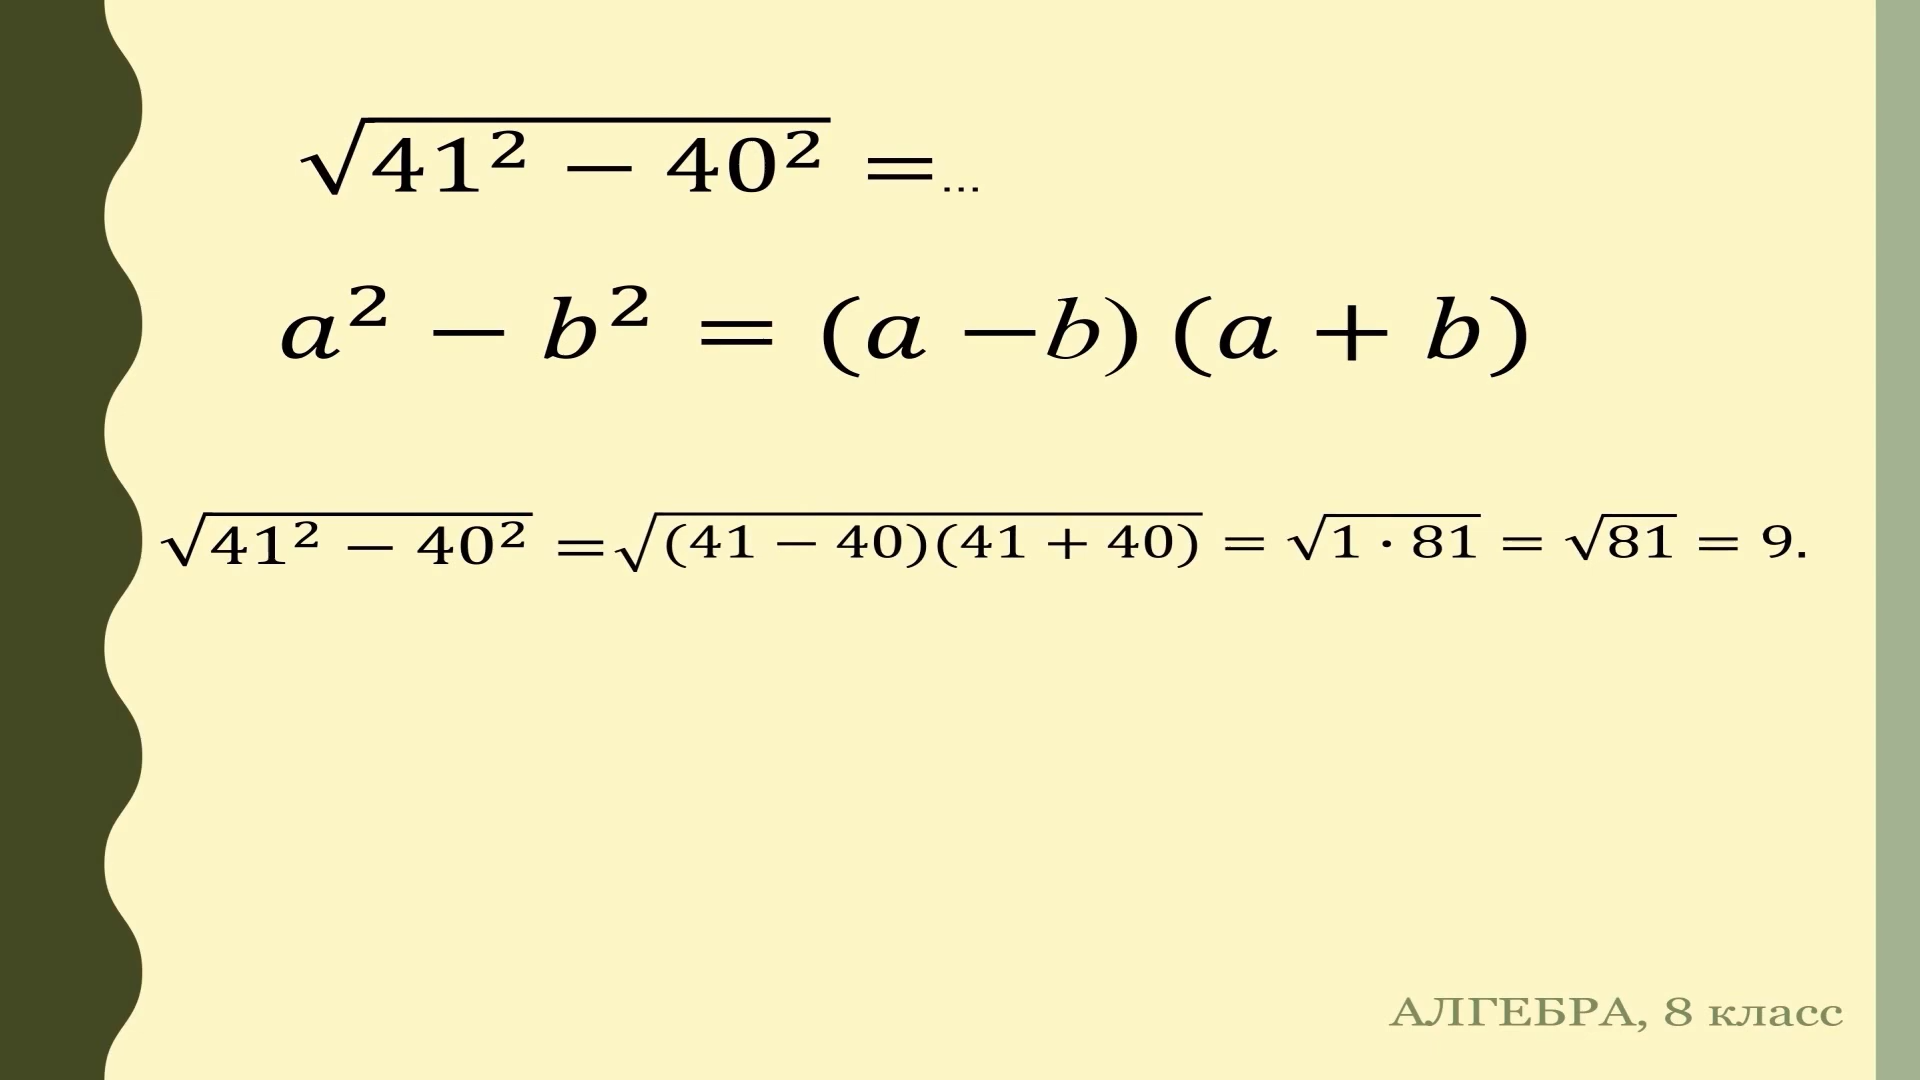 √41² − 40² =...
a² − b² = (a −b) (a + b)
√41² − 40² =√(41 − 40)(41 + 40) = √1 · 81 = √81 = 9.
АЛГЕБРА, 8 класс